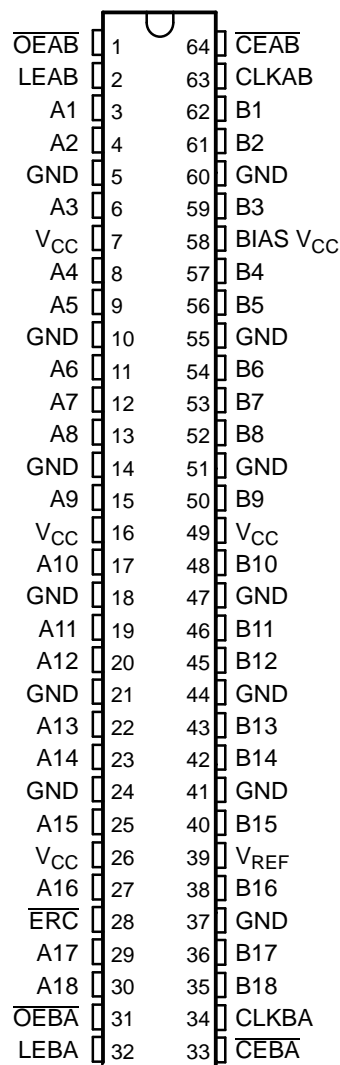 O̅E̅A̅B̅ 1 64 C̅E̅A̅B̅
LEAB 2 63 CLKAB
A1 3 62 B1
A2 4 61 B2
GND 5 60 GND
A3 6 59 B3
VCC 7 58 BIAS VCC
A4 8 57 B4
A5 9 56 B5
GND 10 55 GND
A6 11 54 B6
A7 12 53 B7
A8 13 52 B8
GND 14 51 GND
A9 15 50 B9
VCC 16 49 VCC
A10 17 48 B10
GND 18 47 GND
A11 19 46 B11
A12 20 45 B12
GND 21 44 GND
A13 22 43 B13
A14 23 42 B14
GND 24 41 GND
A15 25 40 B15
VCC 26 39 VREF
A16 27 38 B16
E̅R̅C̅ 28 37 GND
A17 29 36 B17
A18 30 35 B18
O̅E̅B̅A̅ 31 34 CLKBA
LEBA 32 33 C̅E̅B̅A̅